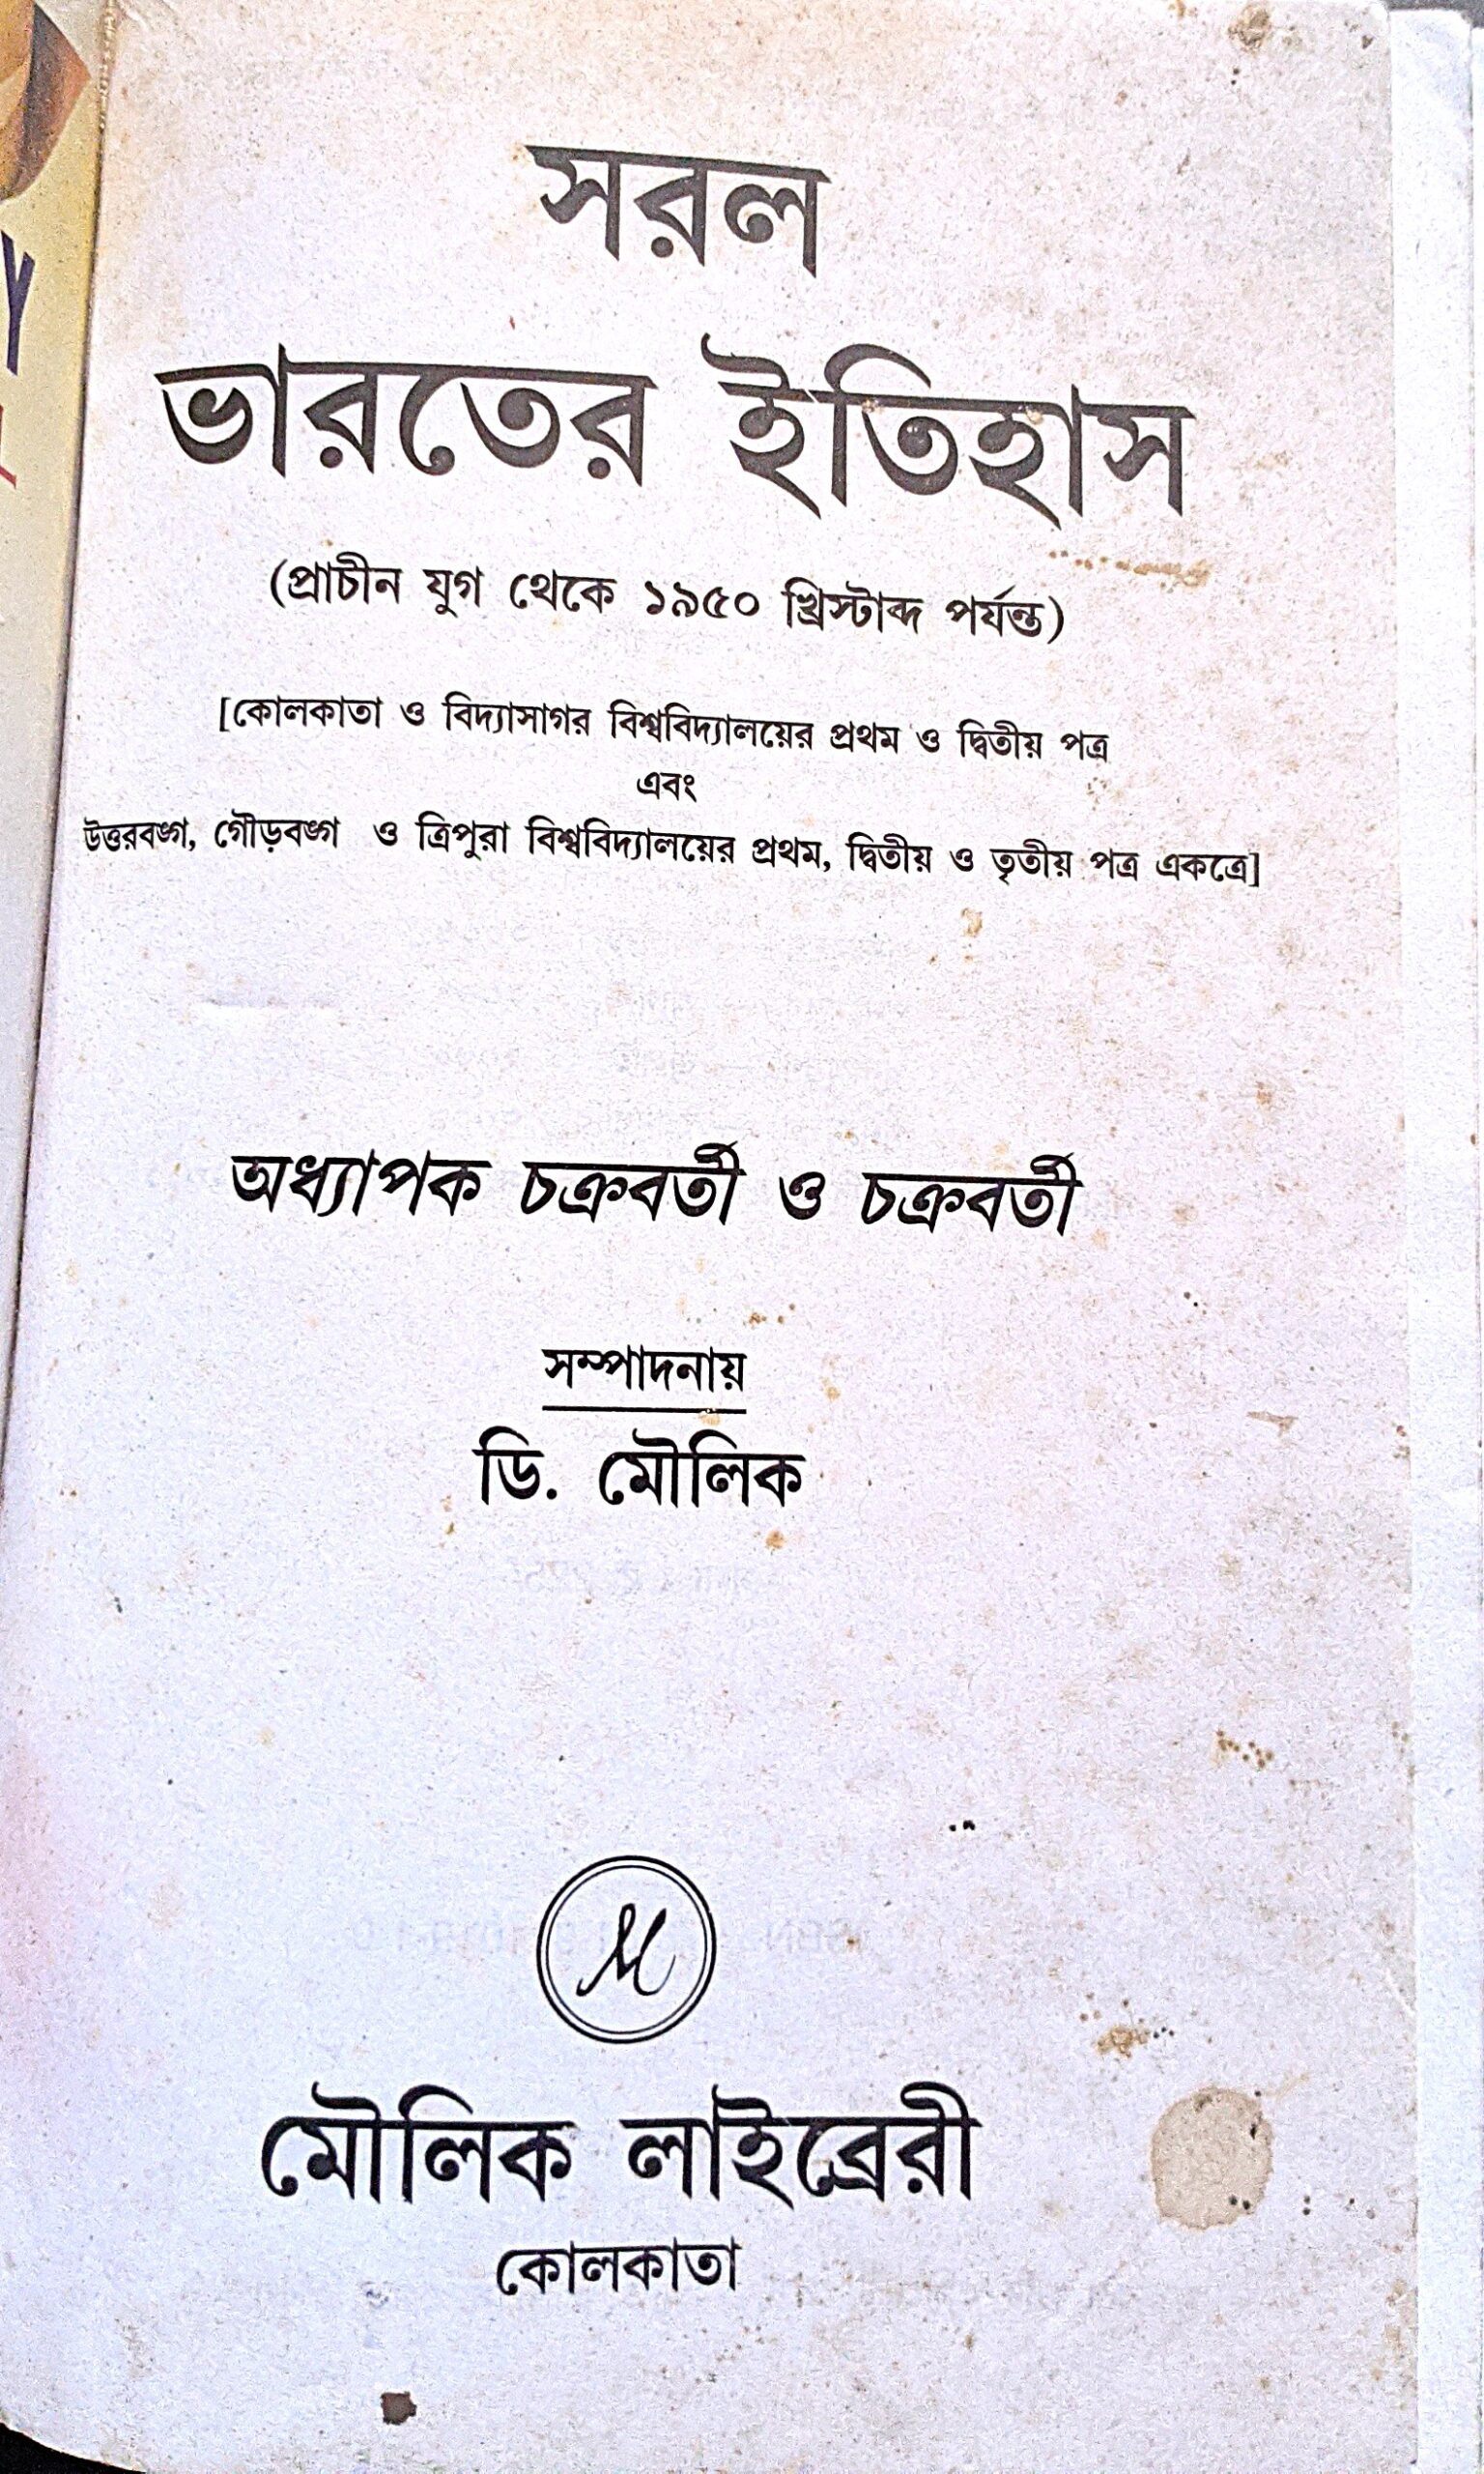 সরল
ভারতের ইতিহাস
(প্রাচীন যুগ থেকে ১৯৫০ খ্রিস্টাব্দ পর্যন্ত)
[কোলকাতা ও বিদ্যাসাগর বিশ্ববিদ্যালয়ের প্রথম ও দ্বিতীয় পত্র
এবং
উত্তরবঙ্গ, গৌড়বঙ্গ ও ত্রিপুরা বিশ্ববিদ্যালয়ের প্রথম, দ্বিতীয় ও তৃতীয় পত্র একত্রে]
অধ্যাপক চক্রবর্তী ও চক্রবর্তী
সম্পাদনায়
ডি. মৌলিক
M
মৌলিক লাইব্রেরী
কোলকাতা